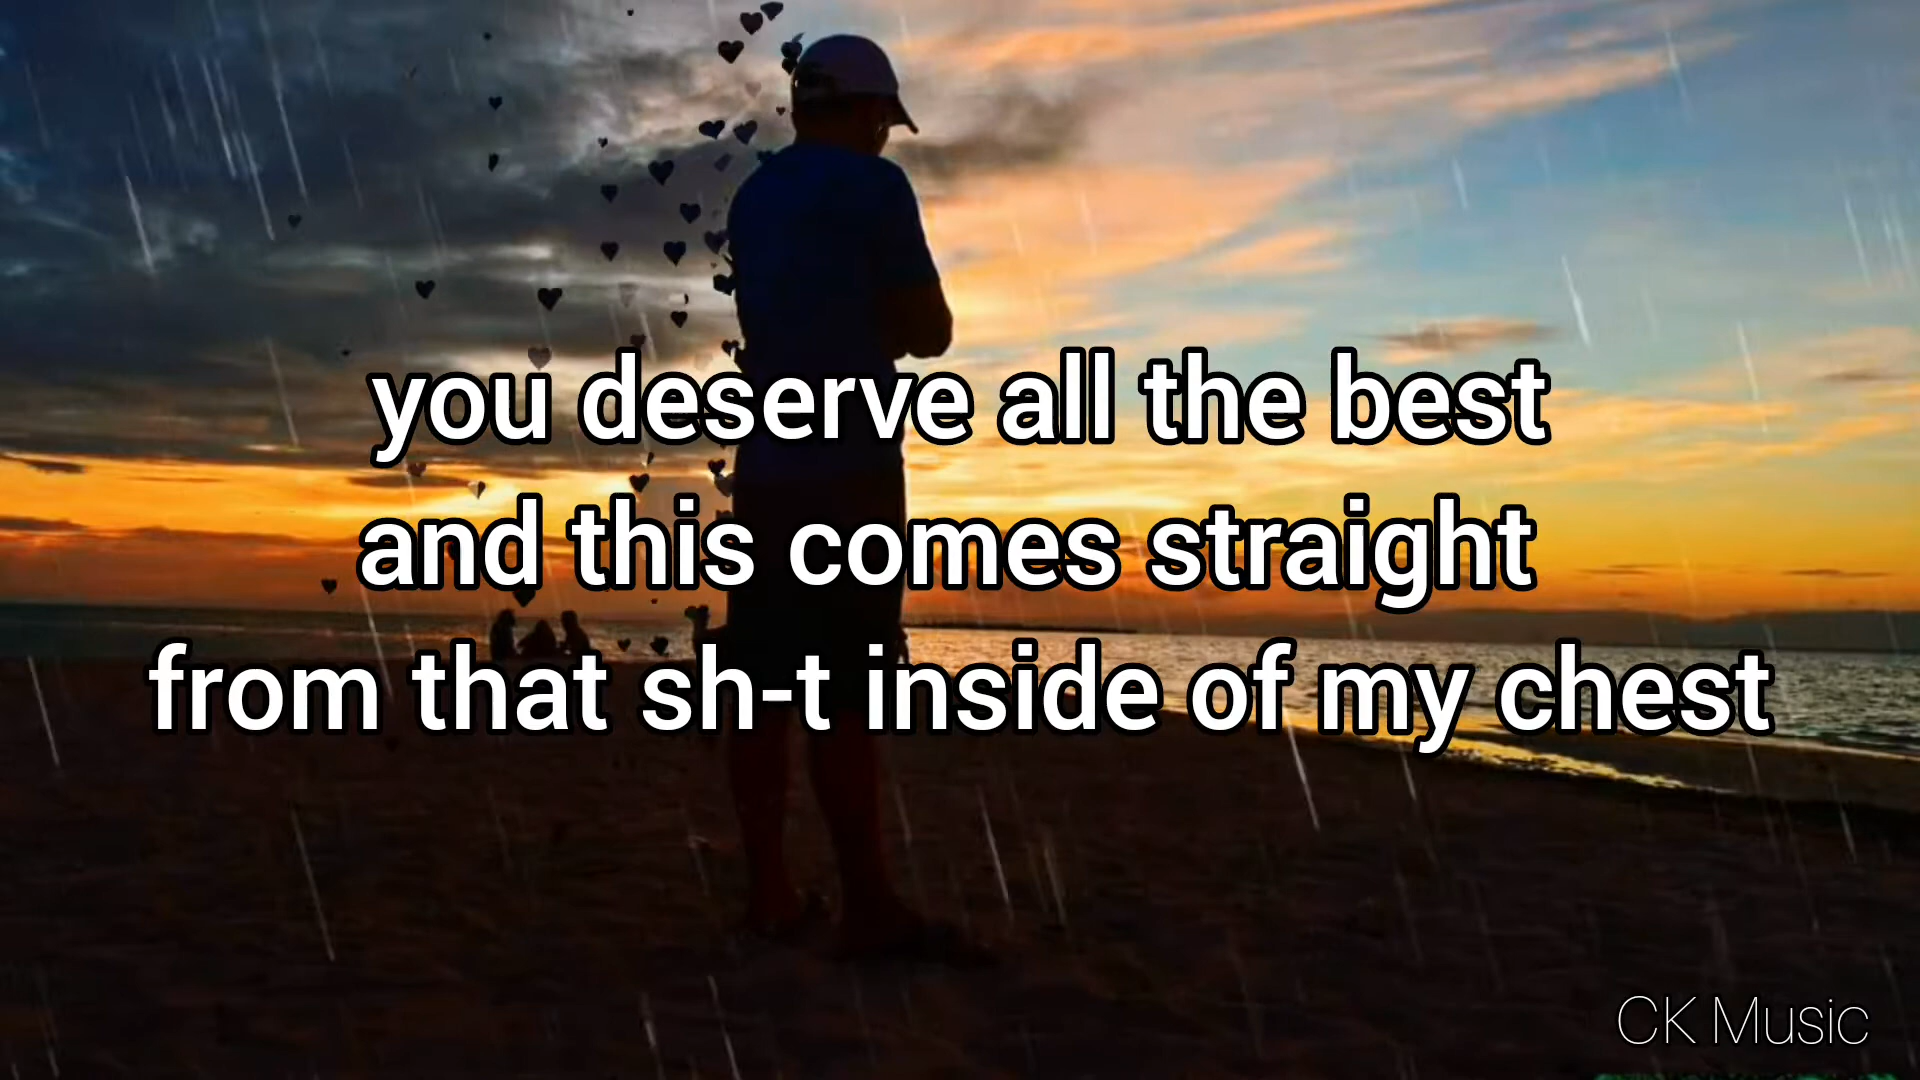 you deserve all the best
and this comes straight
from that sh-t inside of my chest
CK Music